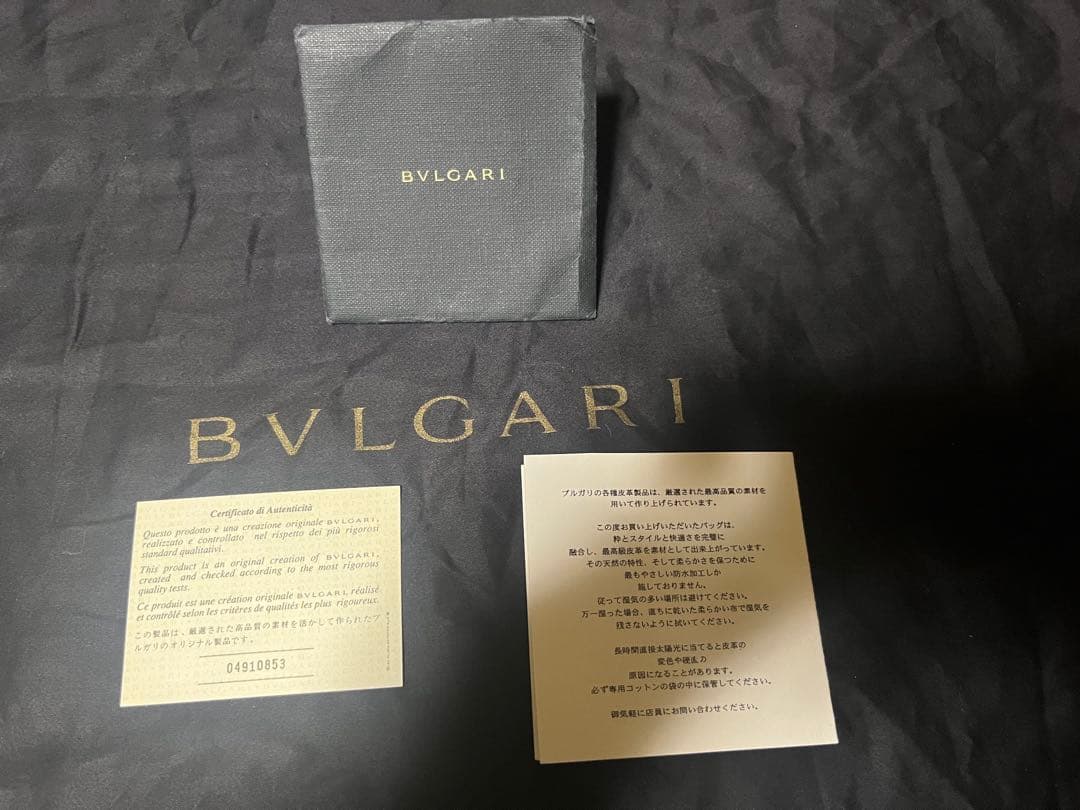 BVLGARI
BVLGARI
Certificato di Autenticità
Questo prodotto è una creazione originale BVLGARI,
realizzato e controllato nel rispetto dei più rigorosi
standard qualitativi.
This product is an original creation of BVLGARI,
created and checked according to the most rigorous
quality tests.
Ce produit est une création originale BVLGARI, réalisé
et contrôlé selon les critères de qualités les plus rigoureux.
この製品は、厳選された高品質の素材を活かして作られたブ
ルガリのオリジナル製品です。
04910853
ブルガリの各種皮革製品は、厳選された最高品質の素材を
用いて作り上げられています。
この度お買い上げいただいたバッグは、
粋とスタイルと快適さを完璧に
融合し、最高級皮革を素材として出来上がっています。
その天然の特性、そして柔らかさを保つために
最もやさしい防水加工しか
施しておりません。
従って湿気の多い場所は避けてください。
万一湿った場合、直ちに乾いた柔らかい布で湿気を
残さないように拭いてください。
長時間直接太陽光に当てると皮革の
変色や硬直の
原因になることがあります。
必ず専用コットンの袋の中に保管してください。
御気軽に店員にお問い合わせください。